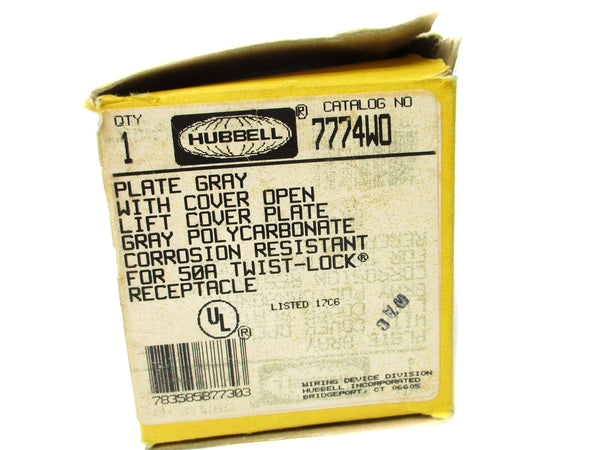 QTY
1
HUBBELL®
CATALOG NO
7774WO
PLATE GRAY
WITH COVER OPEN
LIFT COVER PLATE
GRAY POLYCARBONATE
CORROSION RESISTANT
FOR 50A TWIST-LOCK®
RECEPTACLE
LISTED 17C6
UL®
783585877303
WIRING DEVICE DIVISION
HUBBELL INCORPORATED
BRIDGEPORT, CT 06605